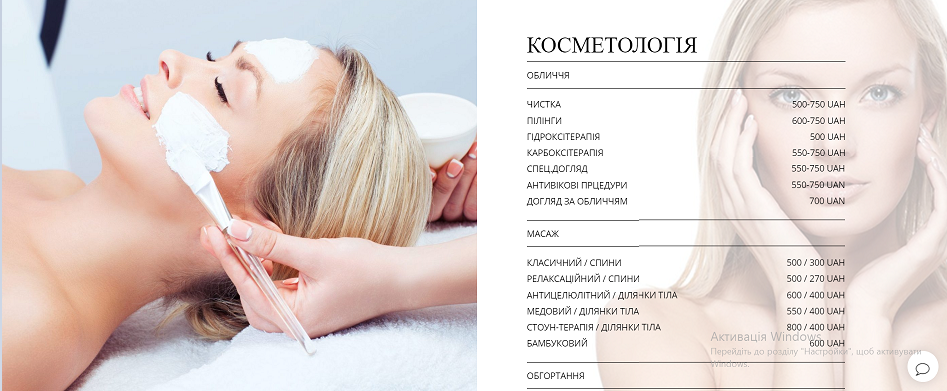 КОСМЕТОЛОГІЯ
ОБЛИЧЧЯ
ЧИСТКА 500-750 UAH
ПІЛІНГИ 600-750 UAH
ГІДРОКСІТЕРАПІЯ 500 UAH
КАРБОКСІТЕРАПІЯ 550-750 UAH
СПЕЦ.ДОГЛЯД 550-750 UAH
АНТИВІКОВІ ПРЦЕДУРИ 550-750 UAN
ДОГЛЯД ЗА ОБЛИЧЧЯМ 700 UAN
МАСАЖ
КЛАСИЧНИЙ / СПИНИ 500 / 300 UAH
РЕЛАКСАЦІЙНИЙ / СПИНИ 500 / 270 UAH
АНТИЦЕЛЮЛІТНИЙ / ДІЛЯНКИ ТІЛА 600 / 400 UAH
МЕДОВИЙ / ДІЛЯНКИ ТІЛА 550 / 400 UAH
СТОУН-ТЕРАПІЯ / ДІЛЯНКИ ТІЛА 800 / 400 UAH
БАМБУКОВИЙ 600 UAH
Активація Windows
Перейдіть до розділу "Настройки", щоб активувати
Windows.
ОБГОРТАННЯ